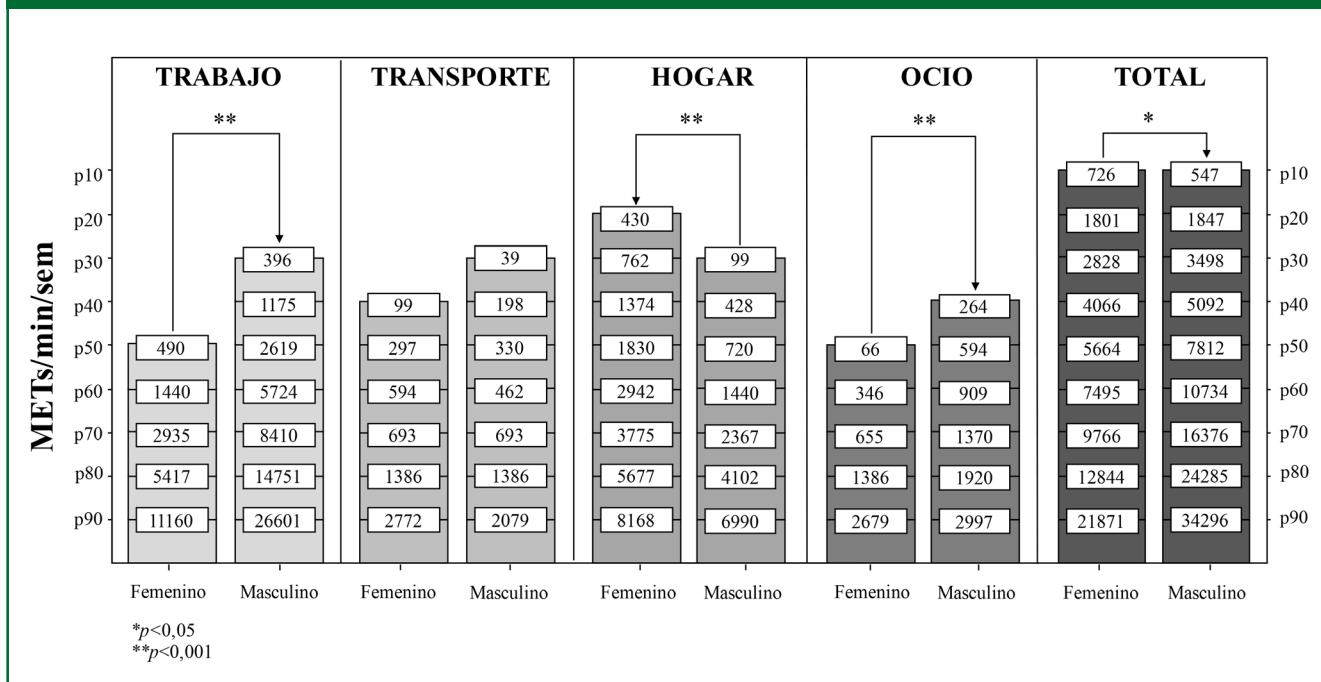 TRABAJO TRANSPORTE HOGAR OCIO TOTAL
** ** ** *
p10 726 547 p10
p20 430 1801 1847 p20
p30 396 39 762 99 2828 3498 p30
p40 1175 99 198 1374 428 264 4066 5092 p40
p50 490 2619 297 330 1830 720 66 594 5664 7812 p50
p60 1440 5724 594 462 2942 1440 346 909 7495 10734 p60
p70 2935 8410 693 693 3775 2367 655 1370 9766 16376 p70
p80 5417 14751 1386 1386 5677 4102 1386 1920 12844 24285 p80
p90 11160 26601 2772 2079 8168 6990 2679 2997 21871 34296 p90
METs/min/sem
Femenino Masculino Femenino Masculino Femenino Masculino Femenino Masculino Femenino Masculino
*p<0,05
**p<0,001